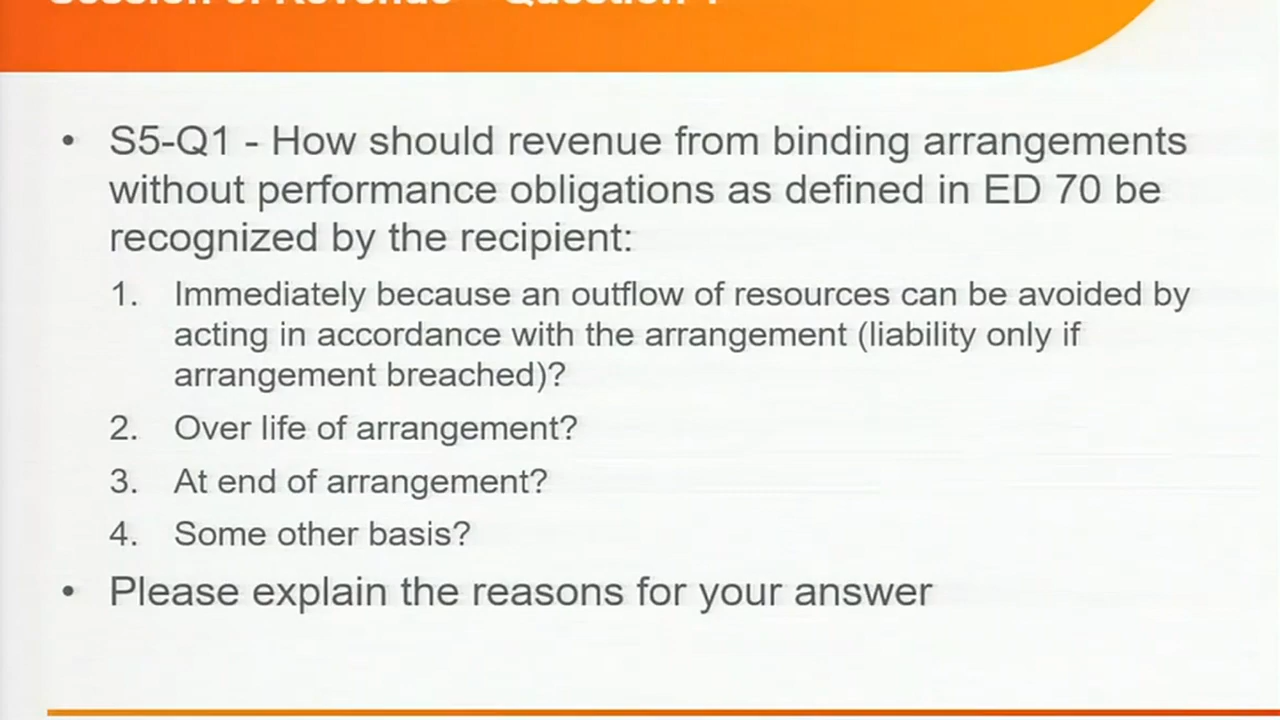 • S5-Q1 - How should revenue from binding arrangements
without performance obligations as defined in ED 70 be
recognized by the recipient:
1. Immediately because an outflow of resources can be avoided by
acting in accordance with the arrangement (liability only if
arrangement breached)?
2. Over life of arrangement?
3. At end of arrangement?
4. Some other basis?
• Please explain the reasons for your answer